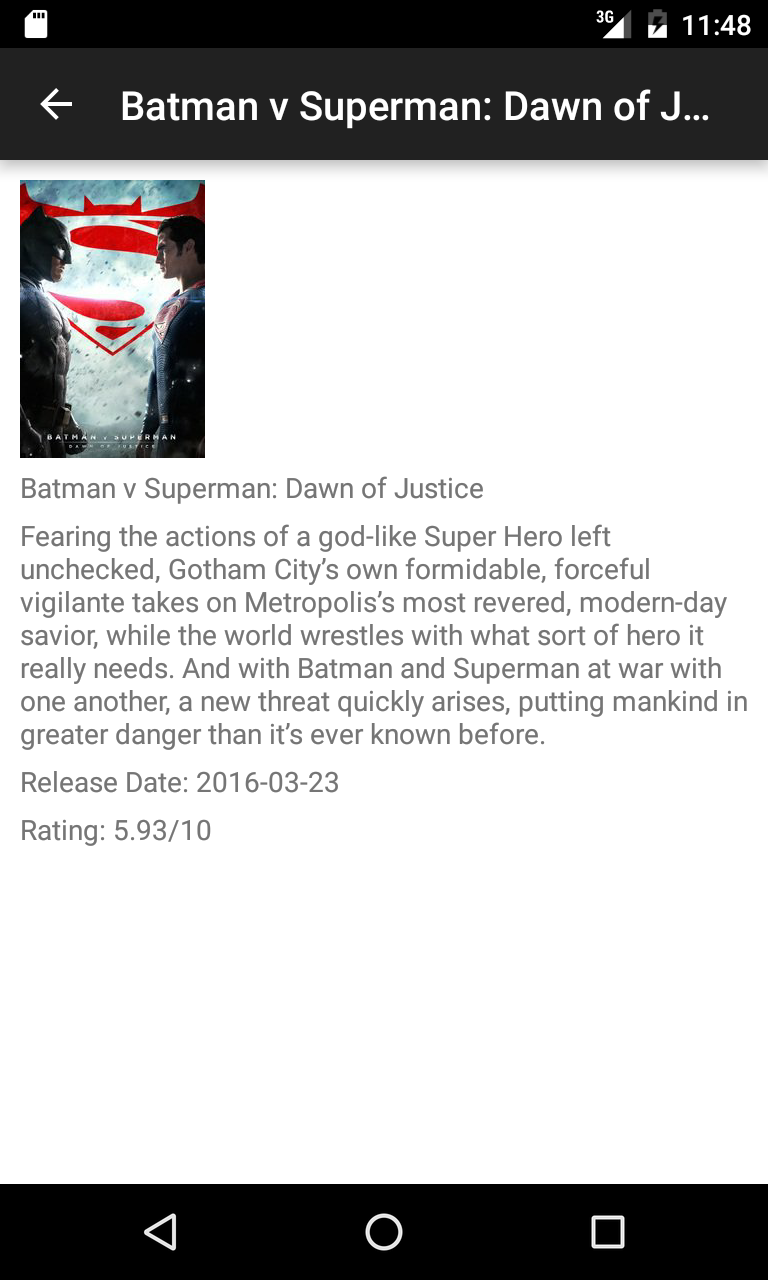 3G 11:48
Batman v Superman: Dawn of J...
BATMAN v SUPERMAN
DAWN OF JUSTICE
Batman v Superman: Dawn of Justice
Fearing the actions of a god-like Super Hero left
unchecked, Gotham City’s own formidable, forceful
vigilante takes on Metropolis’s most revered, modern-day
savior, while the world wrestles with what sort of hero it
really needs. And with Batman and Superman at war with
one another, a new threat quickly arises, putting mankind in
greater danger than it’s ever known before.
Release Date: 2016-03-23
Rating: 5.93/10